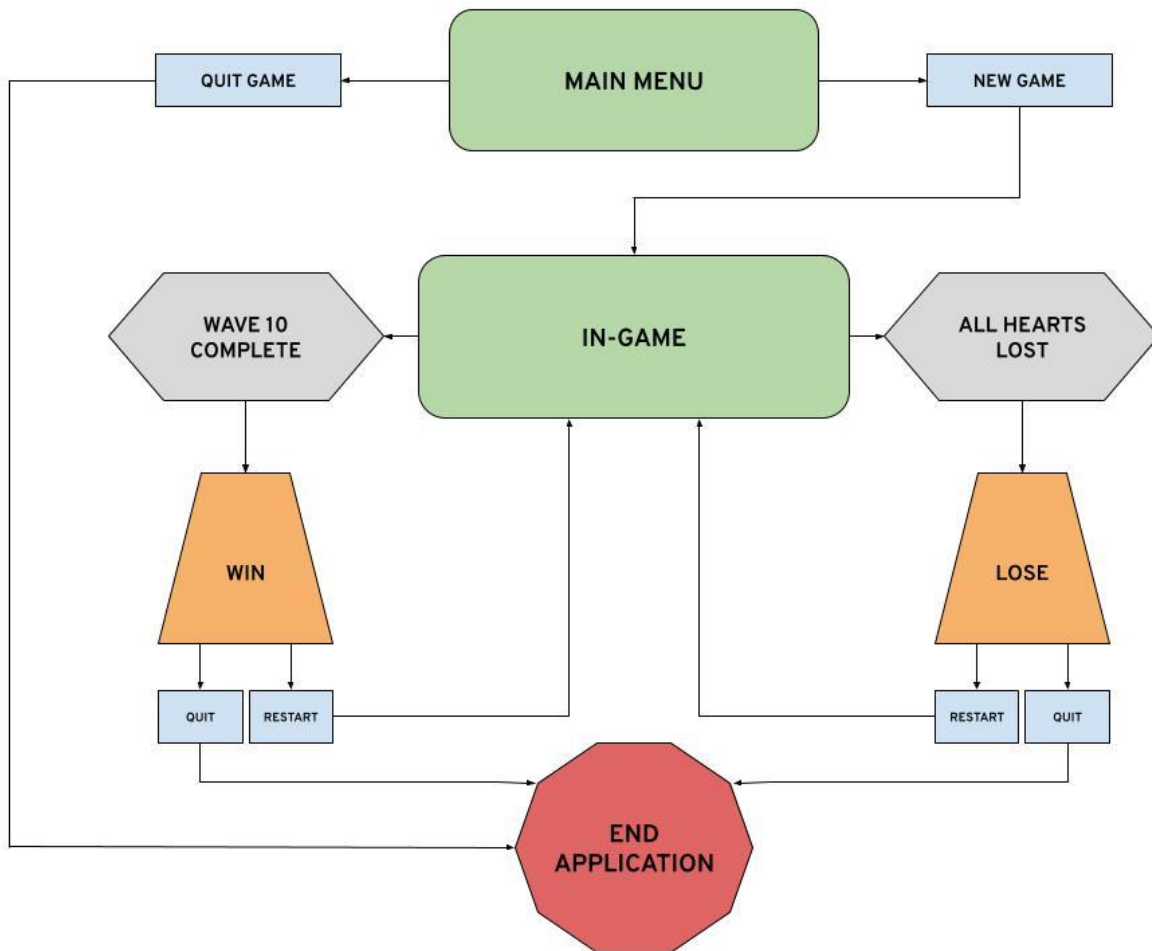 QUIT GAME
MAIN MENU
NEW GAME
WAVE 10
COMPLETE
IN-GAME
ALL HEARTS
LOST
WIN
LOSE
QUIT
RESTART
RESTART
QUIT
END
APPLICATION